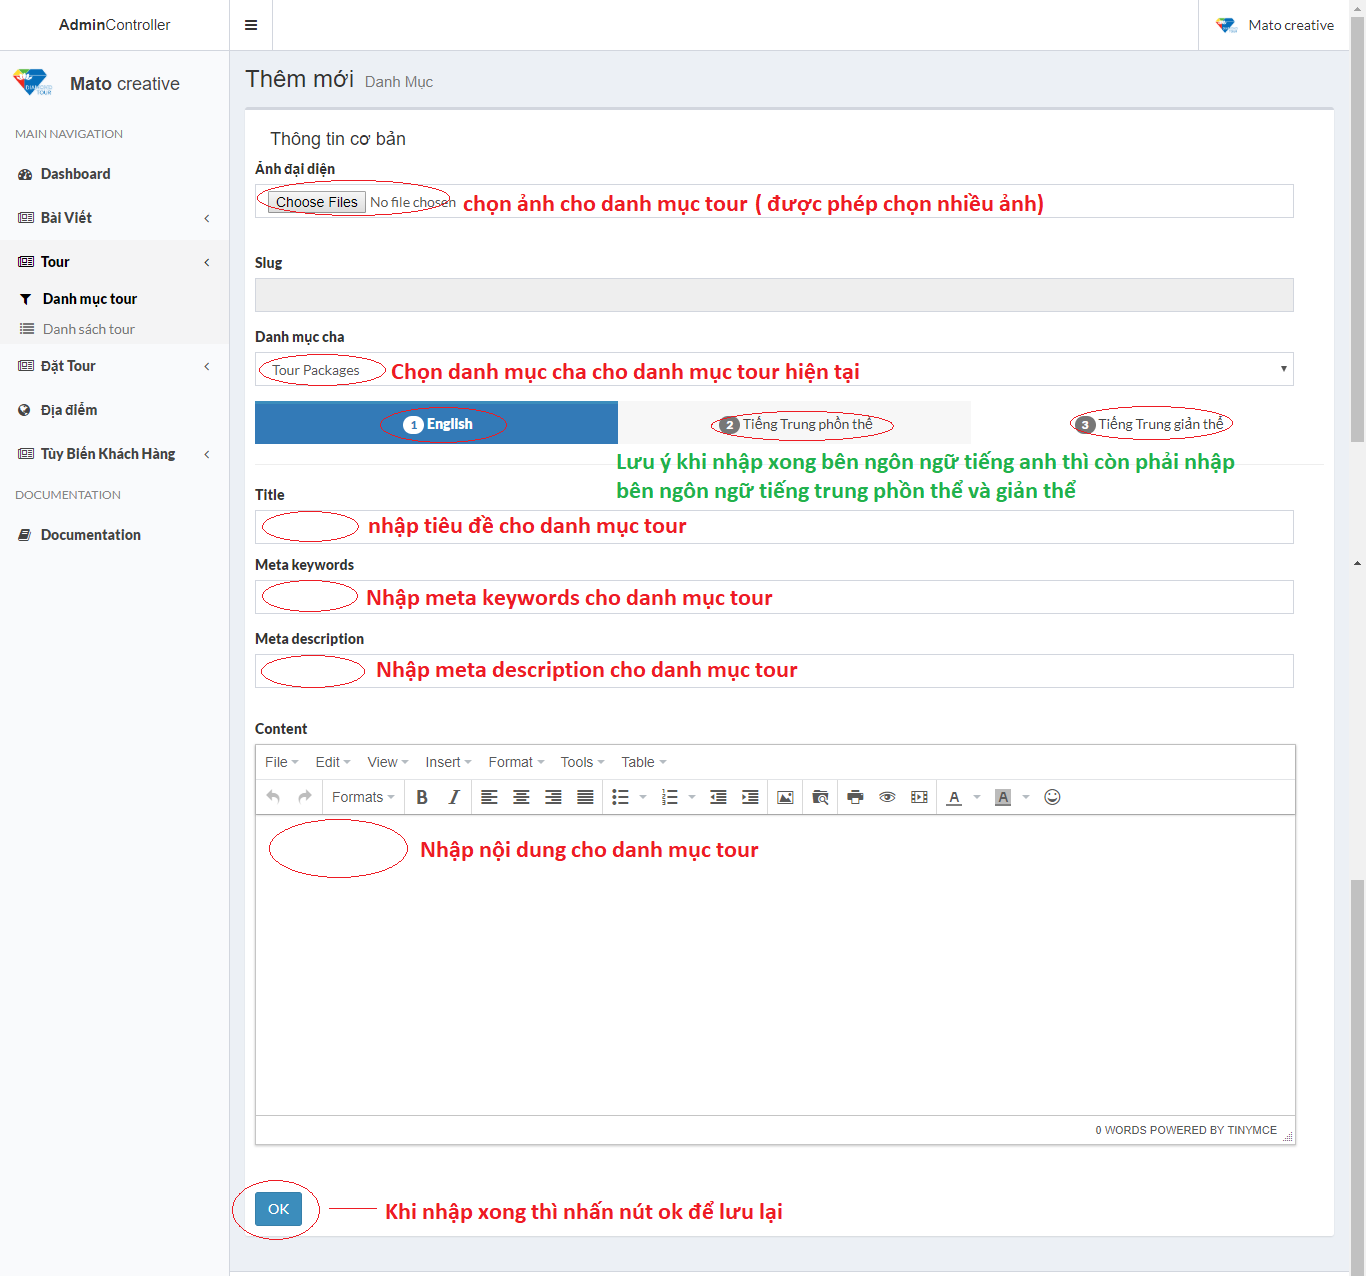 AdminController
Mato creative
DIAMOND TOUR
Mato creative
MAIN NAVIGATION
Dashboard
Bài Viết
Tour
Danh mục tour
Danh sách tour
Đặt Tour
Địa điểm
Tùy Biến Khách Hàng
DOCUMENTATION
Documentation
Thêm mới Danh Mục
Thông tin cơ bản
Ảnh đại diện
Choose Files No file chosen chọn ảnh cho danh mục tour ( được phép chọn nhiều ảnh)
Slug
Danh mục cha
Tour Packages Chọn danh mục cha cho danh mục tour hiện tại
1 English
2 Tiếng Trung phồn thể
3 Tiếng Trung giản thể
Lưu ý khi nhập xong bên ngôn ngữ tiếng anh thì còn phải nhập
bên ngôn ngữ tiếng trung phồn thể và giản thể
Title
nhập tiêu đề cho danh mục tour
Meta keywords
Nhập meta keywords cho danh mục tour
Meta description
Nhập meta description cho danh mục tour
Content
File Edit View Insert Format Tools Table
Formats B I A A
Nhập nội dung cho danh mục tour
0 WORDS POWERED BY TINYMCE
OK Khi nhập xong thì nhấn nút ok để lưu lại